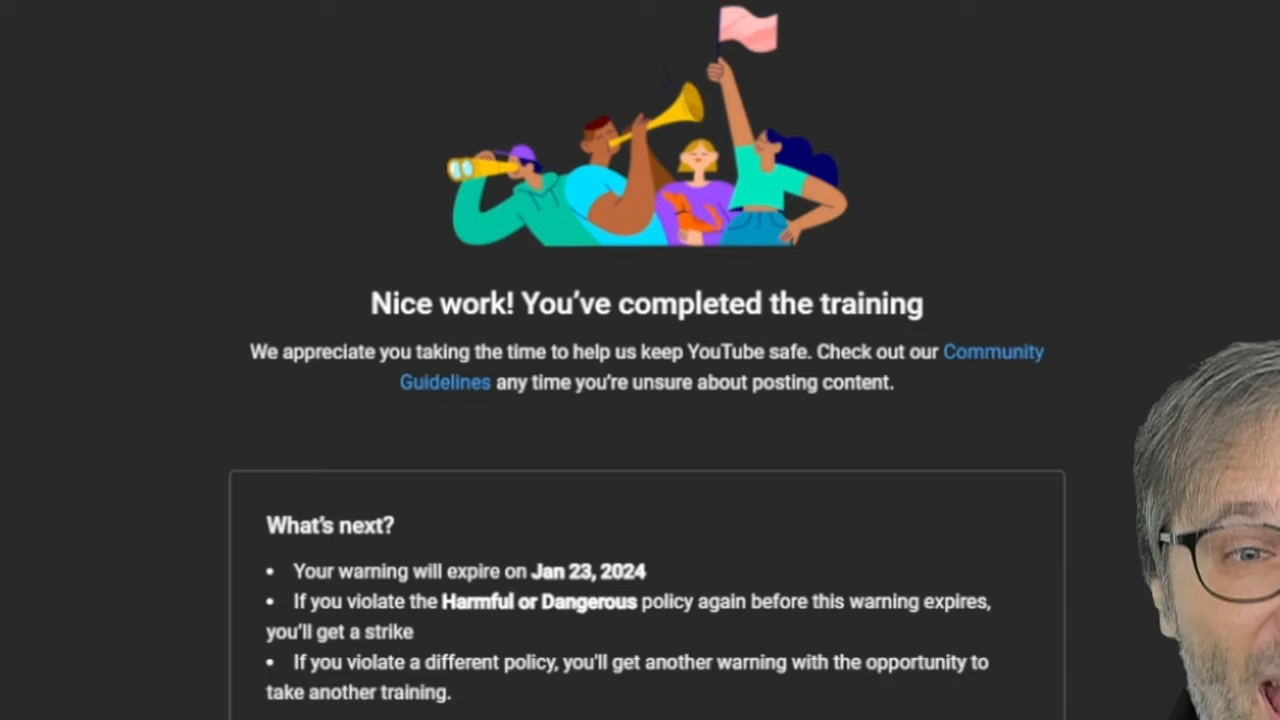 Nice work! You've completed the training
We appreciate you taking the time to help us keep YouTube safe. Check out our Community
Guidelines any time you're unsure about posting content.
What's next?
• Your warning will expire on Jan 23, 2024
• If you violate the Harmful or Dangerous policy again before this warning expires,
you'll get a strike
• If you violate a different policy, you'll get another warning with the opportunity to
take another training.